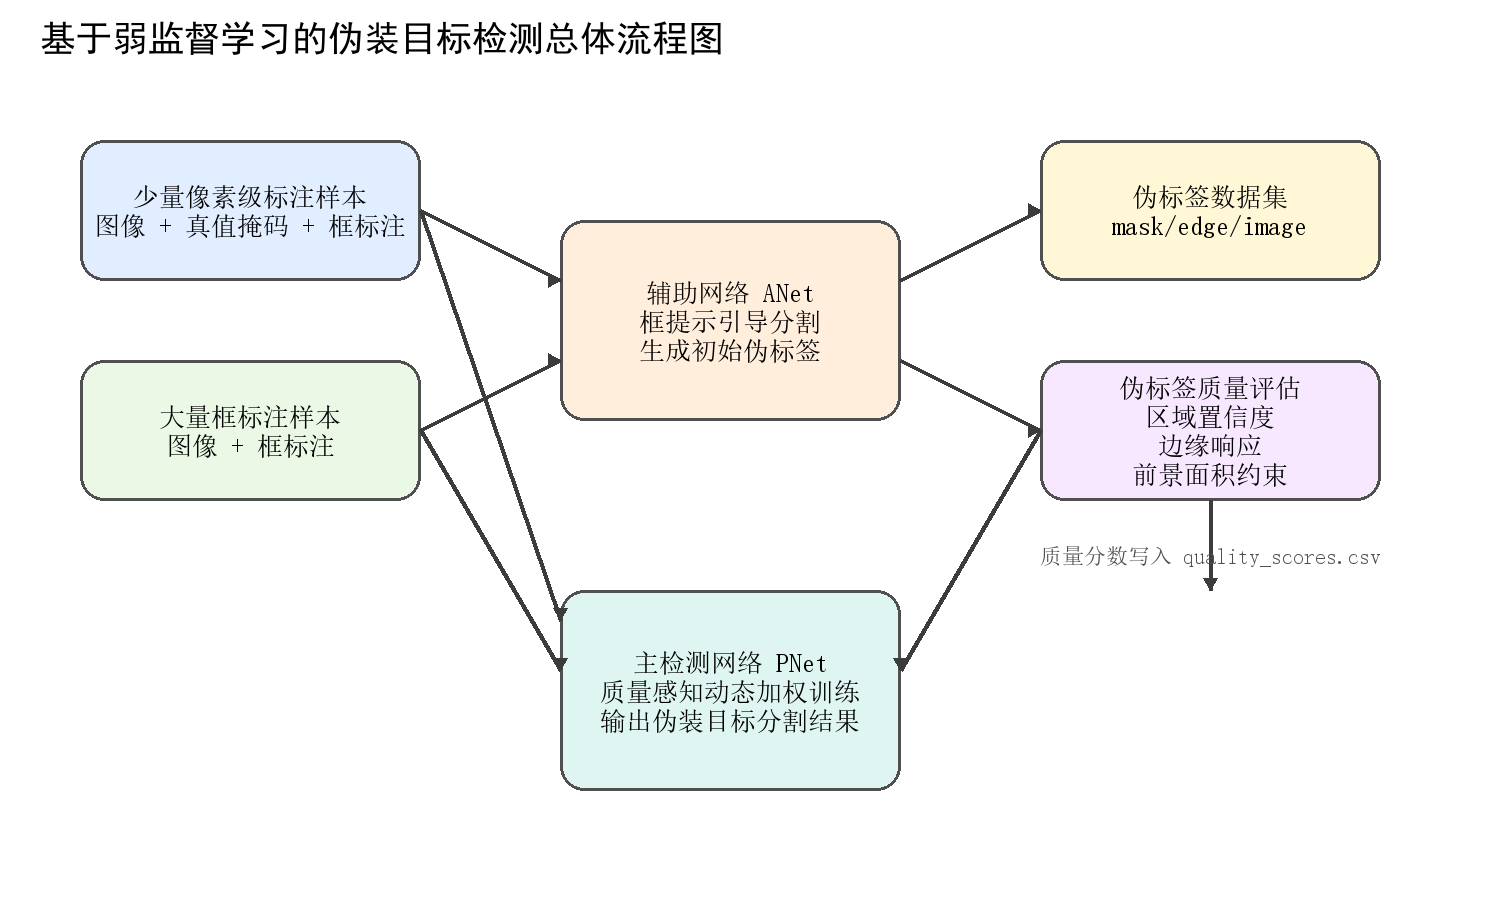 基于弱监督学习的伪装目标检测总体流程图
少量像素级标注样本
图像 + 真值掩码 + 框标注
大量框标注样本
图像 + 框标注
辅助网络 ANet
框提示引导分割
生成初始伪标签
伪标签数据集
mask/edge/image
伪标签质量评估
区域置信度
边缘响应
前景面积约束
质量分数写入 quality_scores.csv
主检测网络 PNet
质量感知动态加权训练
输出伪装目标分割结果